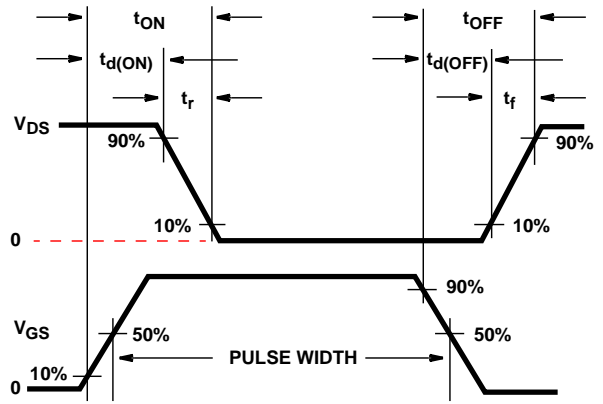 tON tOFF
td(ON) td(OFF)
tr tf
VDS
90% 90%
10% 10%
0
90%
VGS 50% 50%
PULSE WIDTH
10%
0